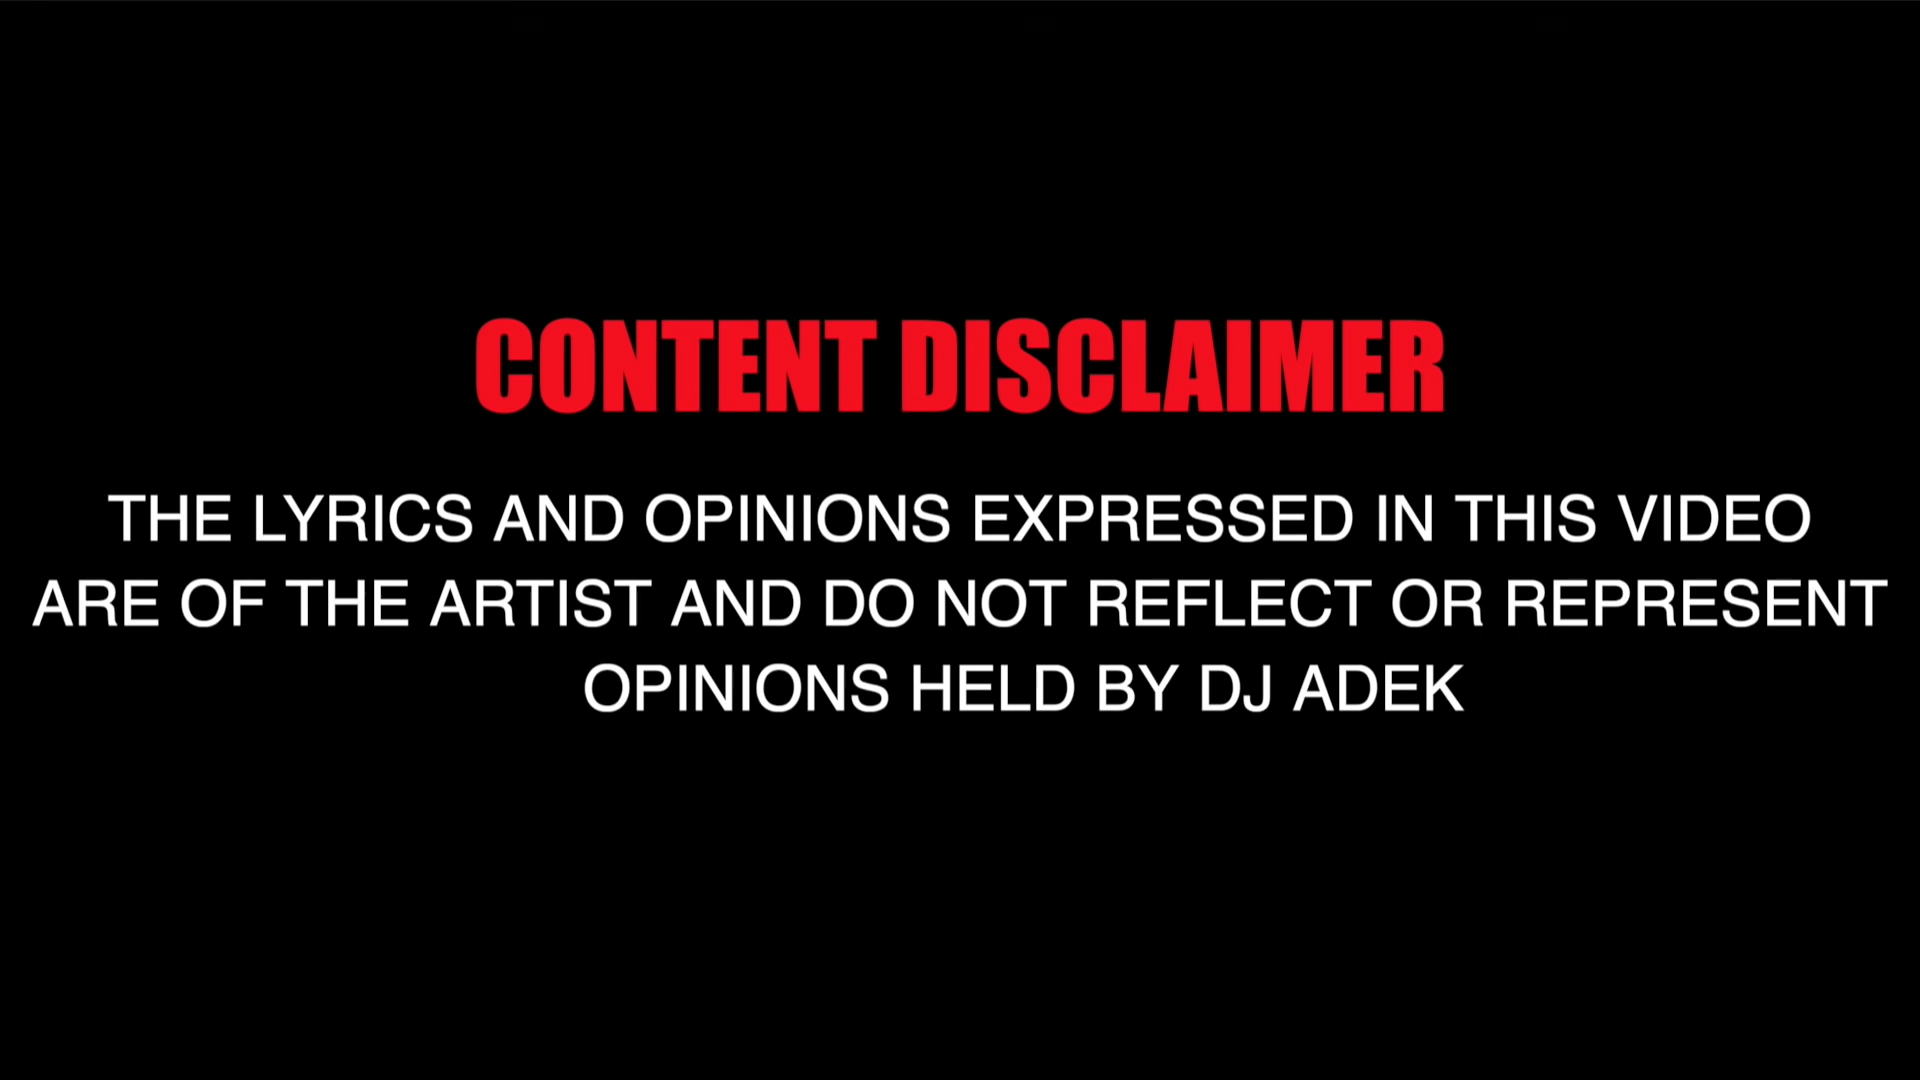 CONTENT DISCLAIMER
THE LYRICS AND OPINIONS EXPRESSED IN THIS VIDEO
ARE OF THE ARTIST AND DO NOT REFLECT OR REPRESENT
OPINIONS HELD BY DJ ADEK